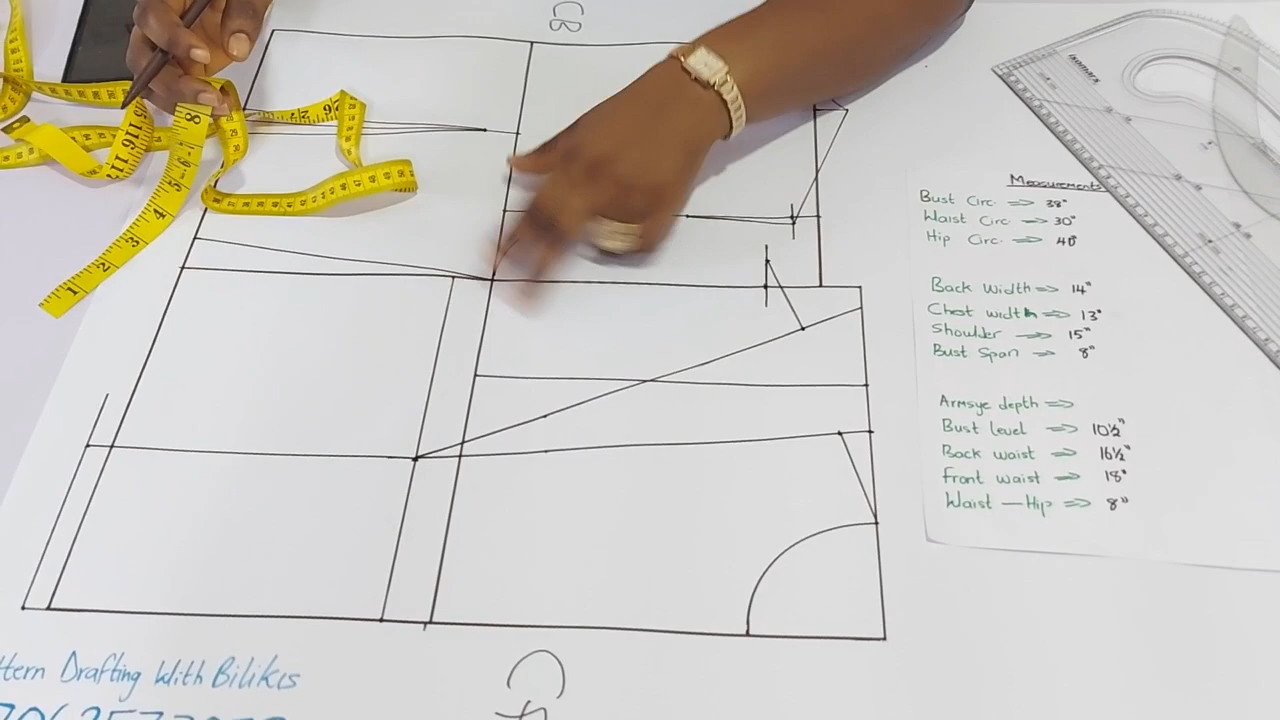 CB
isomars
Measurements
Bust Circ. => 38"
Waist Circ => 30"
Hip Circ => 40"
Back Width => 14"
Chest width => 13"
Shoulder => 15"
Bust Span => 8"
Armsye depth =>
Bust level => 10½"
Back waist => 16½"
front waist => 18"
Waist — Hip => 8"
ttern Drafting With Bilikis